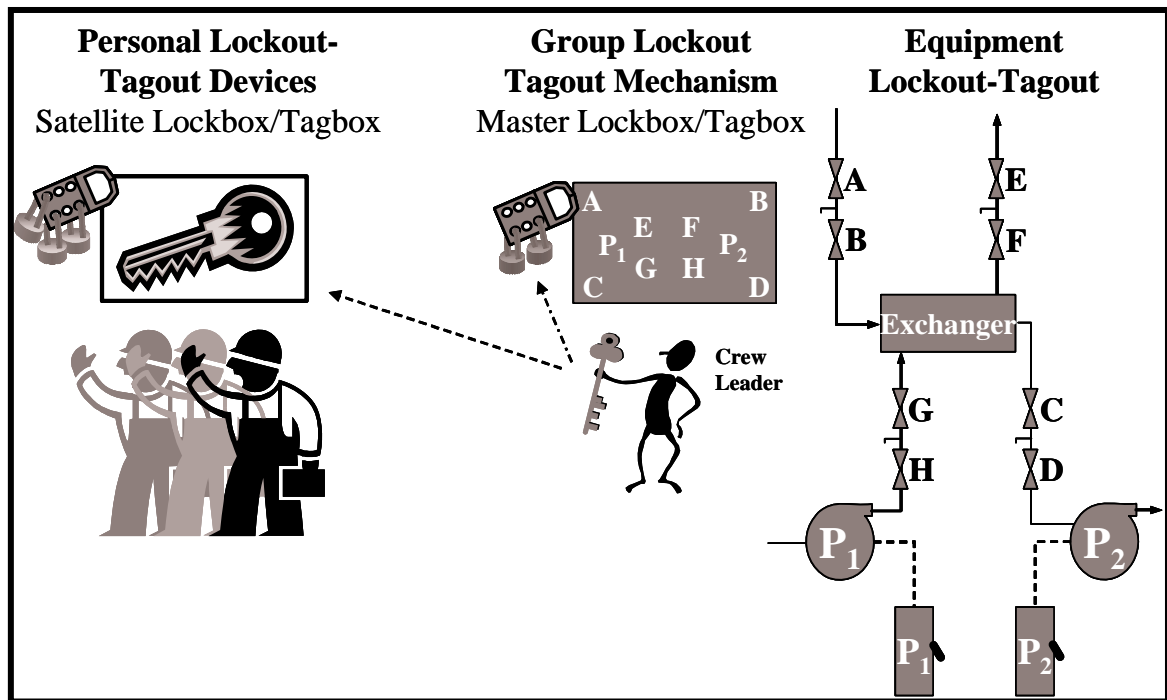 Personal Lockout-
Tagout Devices
Satellite Lockbox/Tagbox
Group Lockout
Tagout Mechanism
Master Lockbox/Tagbox
Equipment
Lockout-Tagout
A B
E F
P1 P2
G H
C D
Crew
Leader
A
E
B
F
Exchanger
G
C
H
D
P1
P2
P1
P2